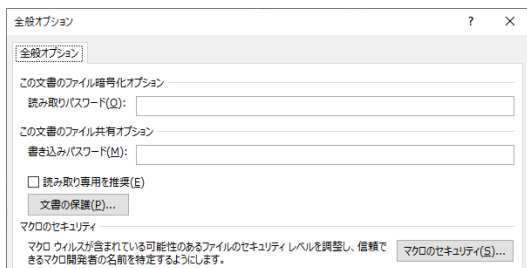 全般オプション ? ×
全般オプション
この文書のファイル暗号化オプション
読み取りパスワード(O):
この文書のファイル共有オプション
書き込みパスワード(M):
読み取り専用を推奨(E)
文書の保護(P)...
マクロのセキュリティ
マクロ ウィルスが含まれている可能性のあるファイルのセキュリティ レベルを調整し、信頼で
きるマクロ開発者の名前を特定するようにします。
マクロのセキュリティ(S)...